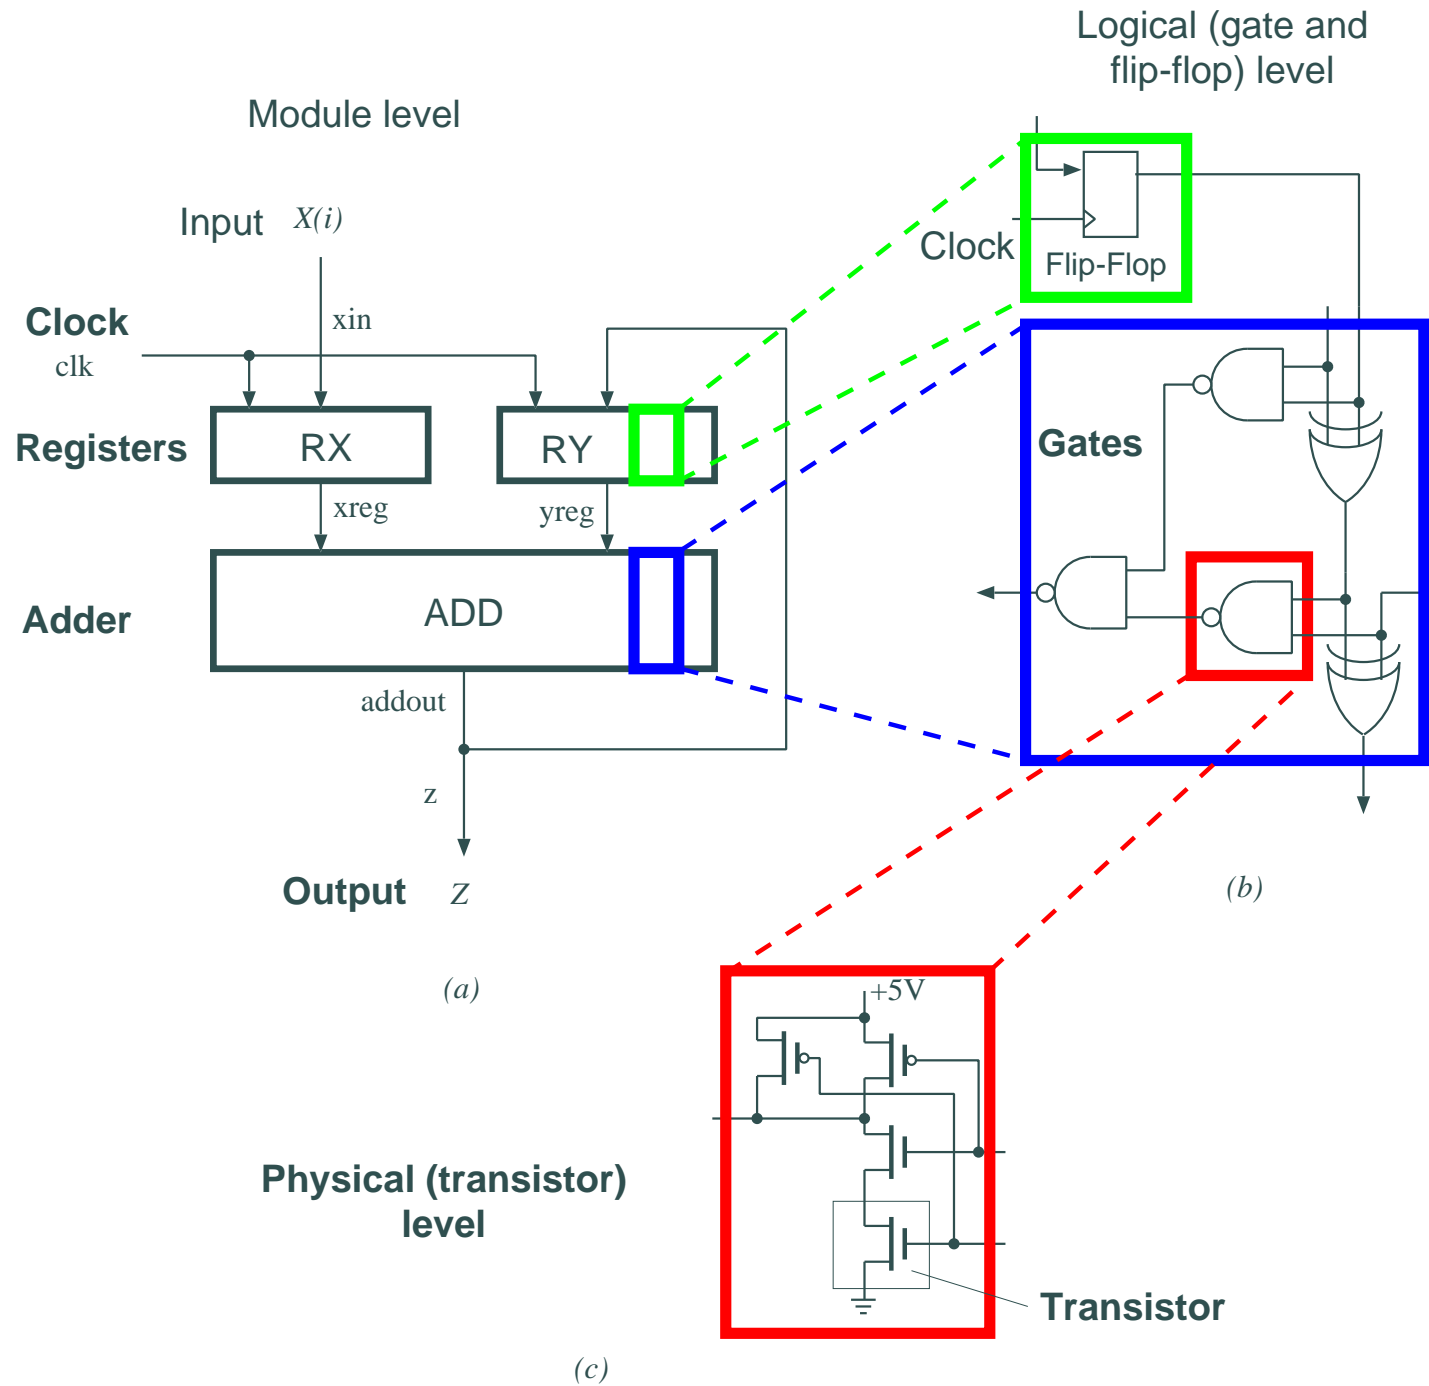 Logical (gate and
flip-flop) level
Module level
Input X(i)
Clock
clk
xin
Clock
Flip-Flop
Registers
RX
RY
xreg
yreg
Gates
Adder
ADD
addout
z
Output Z
(a)
(b)
+5V
Physical (transistor)
level
Transistor
(c)